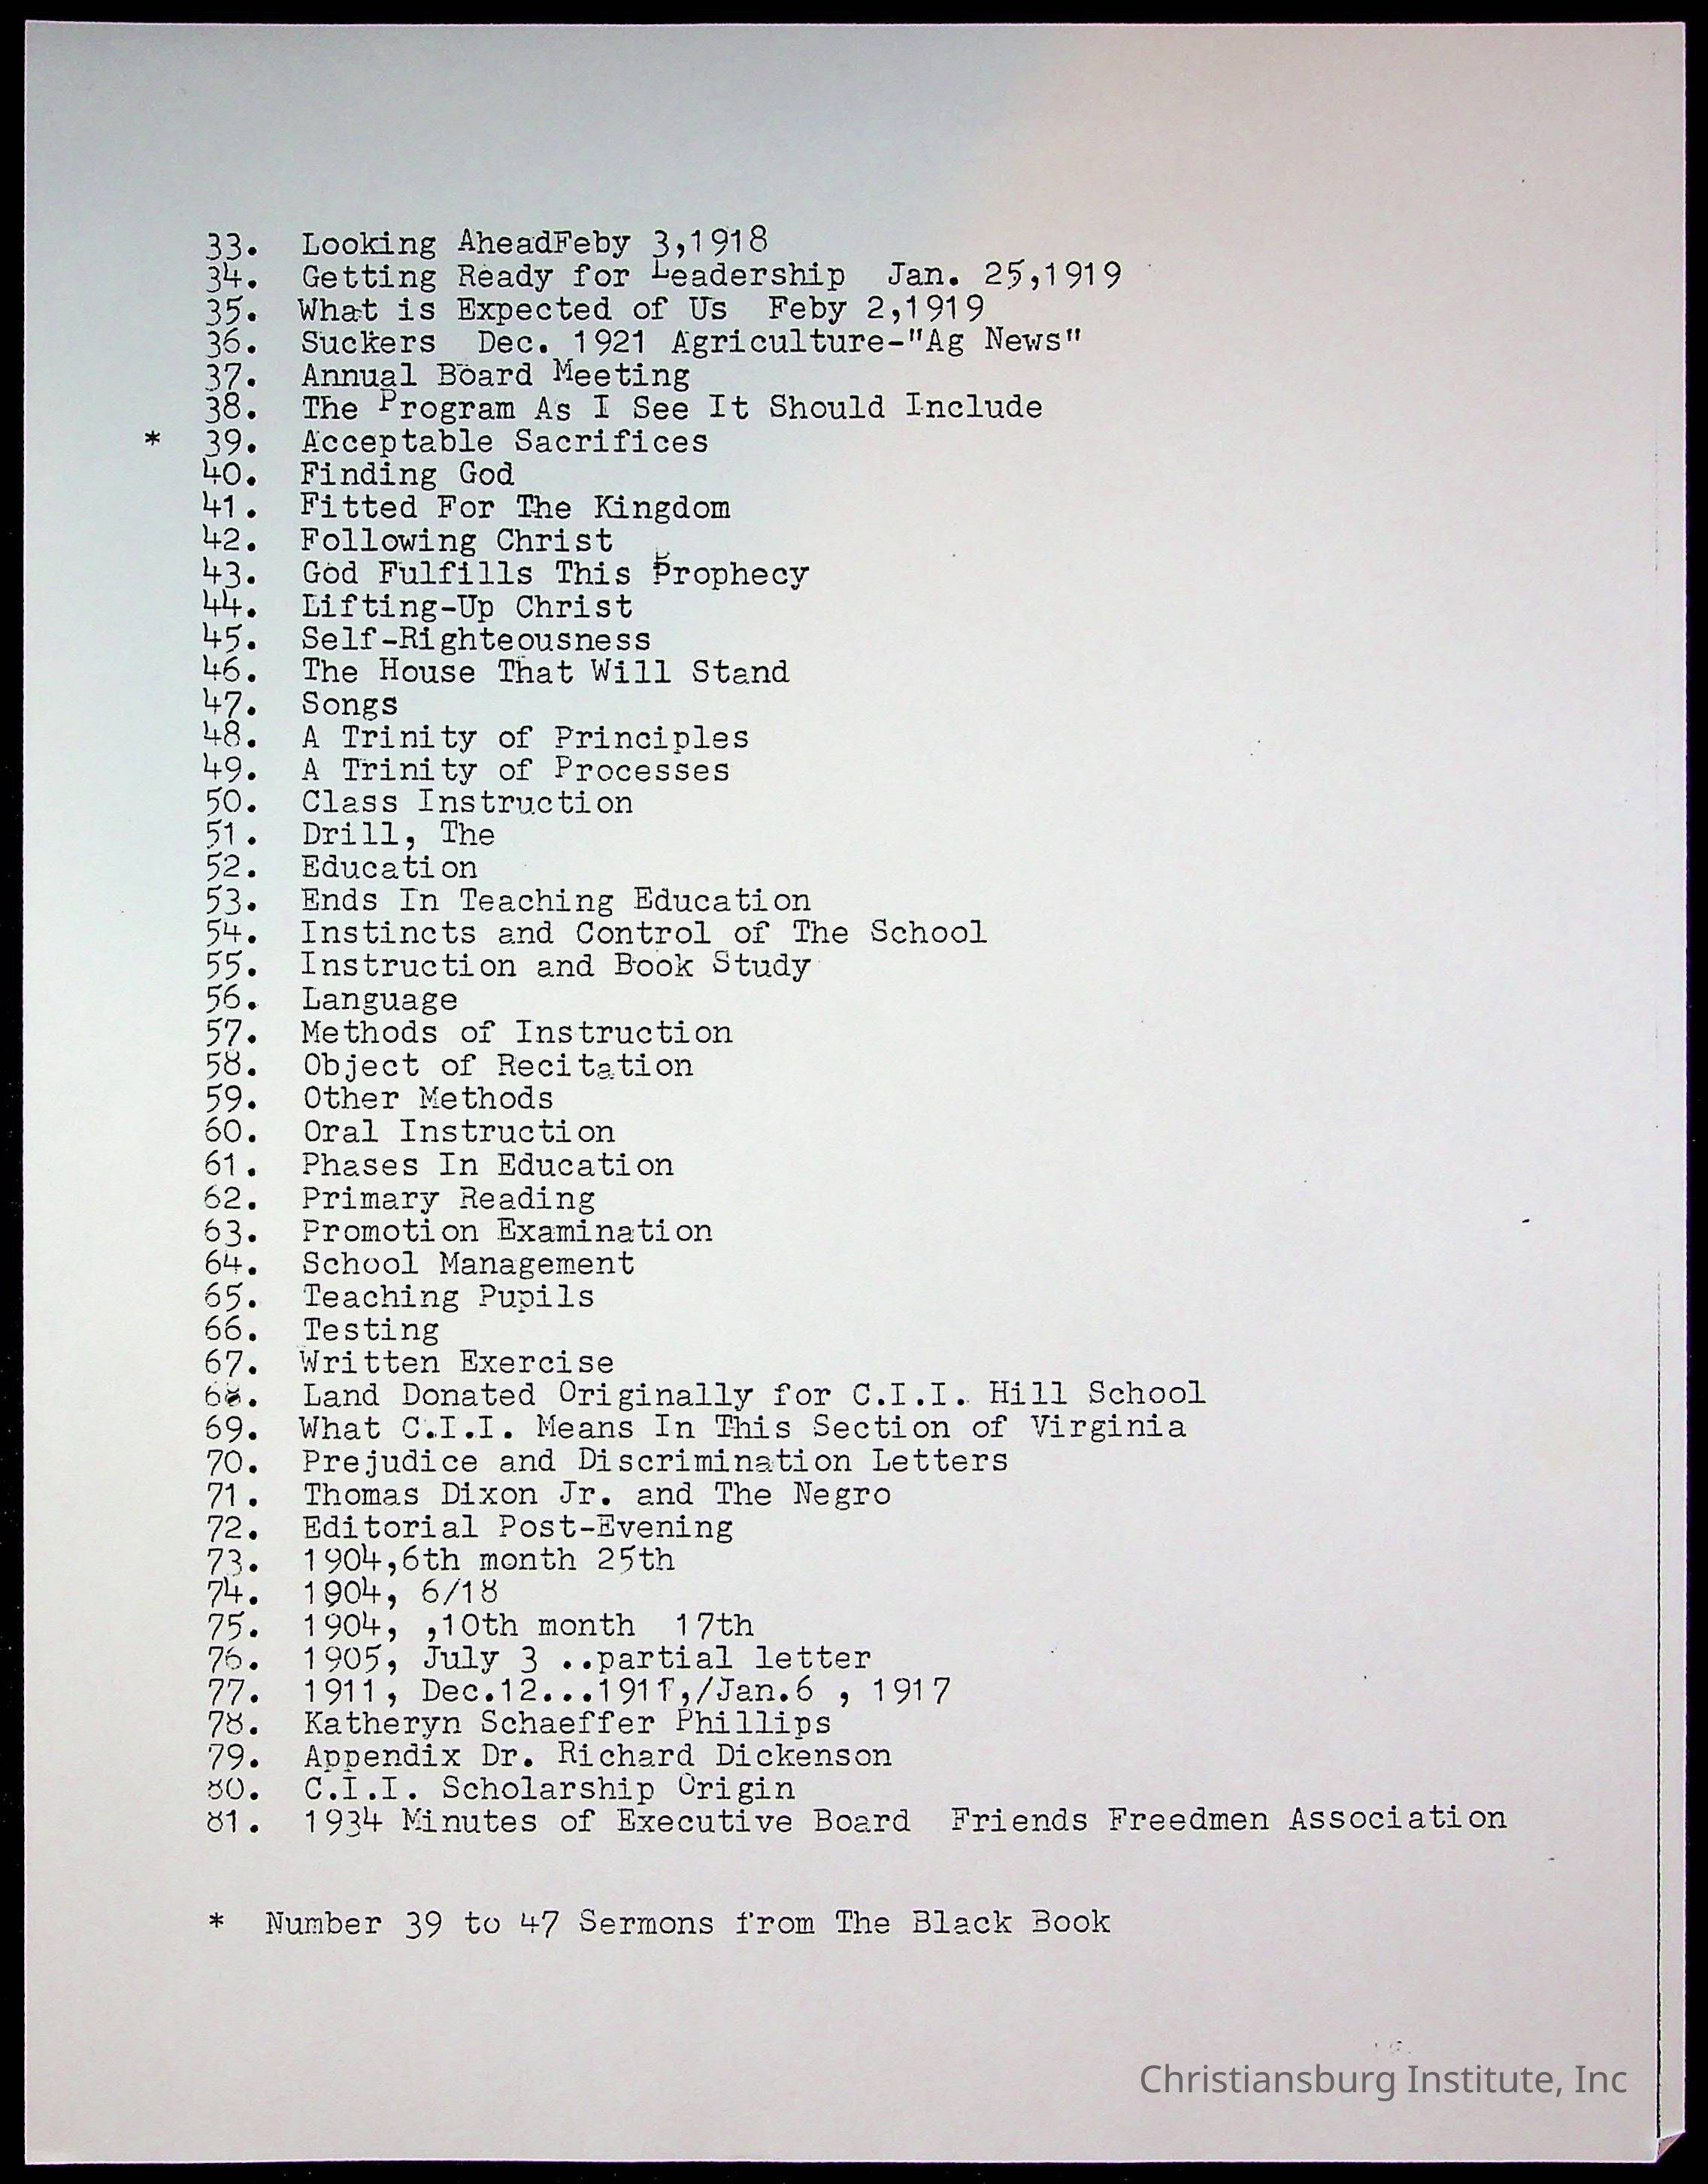 33. Looking AheadFeby 3,1918
34. Getting Ready for Leadership Jan. 25,1919
35. What is Expected of Us Feby 2,1919
36. Suckers Dec. 1921 Agriculture-"Ag News"
37. Annual Board Meeting
38. The Program As I See It Should Include
* 39. Acceptable Sacrifices
40. Finding God
41. Fitted For The Kingdom
42. Following Christ
43. God Fulfills This Prophecy
44. Lifting-Up Christ
45. Self-Righteousness
46. The House That Will Stand
47. Songs
48. A Trinity of Principles
49. A Trinity of Processes
50. Class Instruction
51. Drill, The
52. Education
53. Ends In Teaching Education
54. Instincts and Control of The School
55. Instruction and Book Study
56. Language
57. Methods of Instruction
58. Object of Recitation
59. Other Methods
60. Oral Instruction
61. Phases In Education
62. Primary Reading
63. Promotion Examination
64. School Management
65. Teaching Pupils
66. Testing
67. Written Exercise
68. Land Donated Originally for C.I.I. Hill School
69. What C.I.I. Means In This Section of Virginia
70. Prejudice and Discrimination Letters
71. Thomas Dixon Jr. and The Negro
72. Editorial Post-Evening
73. 1904,6th month 25th
74. 1904, 6/18
75. 1904, ,10th month 17th
76. 1905, July 3 ..partial letter
77. 1911, Dec.12.../Jan.6 , 1917
78. Katheryn Schaeffer Phillips
79. Appendix Dr. Richard Dickenson
80. C.I.I. Scholarship Origin
81. 1934 Minutes of Executive Board Friends Freedmen Association
* Number 39 to 47 Sermons from The Black Book
Christiansburg Institute, Inc